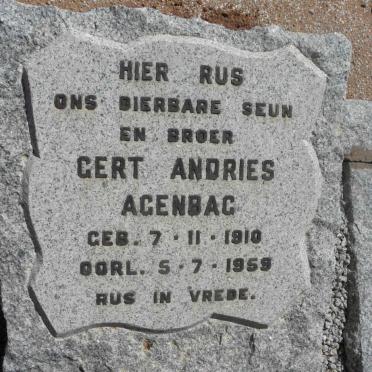 HIER RUS
ONS DIERBARE SEUN
EN BROER
GERT ANDRIES
AGENBAG
GEB. 7-11-1910
OORL. 5-7-1959
RUS IN VREDE.